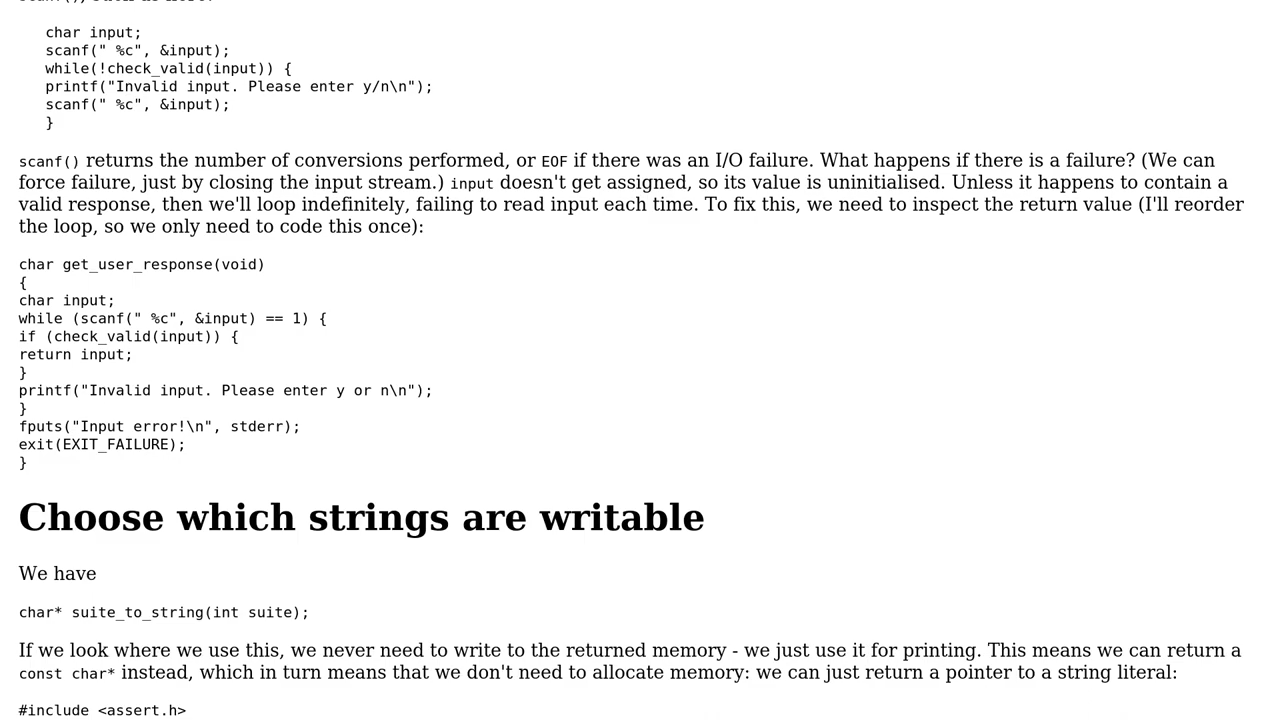 char input;
scanf(" %c", &input);
while(!check_valid(input)) {
printf("Invalid input. Please enter y/n\n");
scanf(" %c", &input);
}
scanf() returns the number of conversions performed, or EOF if there was an I/O failure. What happens if there is a failure? (We can
force failure, just by closing the input stream.) input doesn't get assigned, so its value is uninitialised. Unless it happens to contain a
valid response, then we'll loop indefinitely, failing to read input each time. To fix this, we need to inspect the return value (I'll reorder
the loop, so we only need to code this once):
char get_user_response(void)
{
char input;
while (scanf(" %c", &input) == 1) {
if (check_valid(input)) {
return input;
}
printf("Invalid input. Please enter y or n\n");
}
fputs("Input error!\n", stderr);
exit(EXIT_FAILURE);
}
Choose which strings are writable
We have
char* suite_to_string(int suite);
If we look where we use this, we never need to write to the returned memory - we just use it for printing. This means we can return a
const char* instead, which in turn means that we don't need to allocate memory: we can just return a pointer to a string literal:
#include <assert.h>